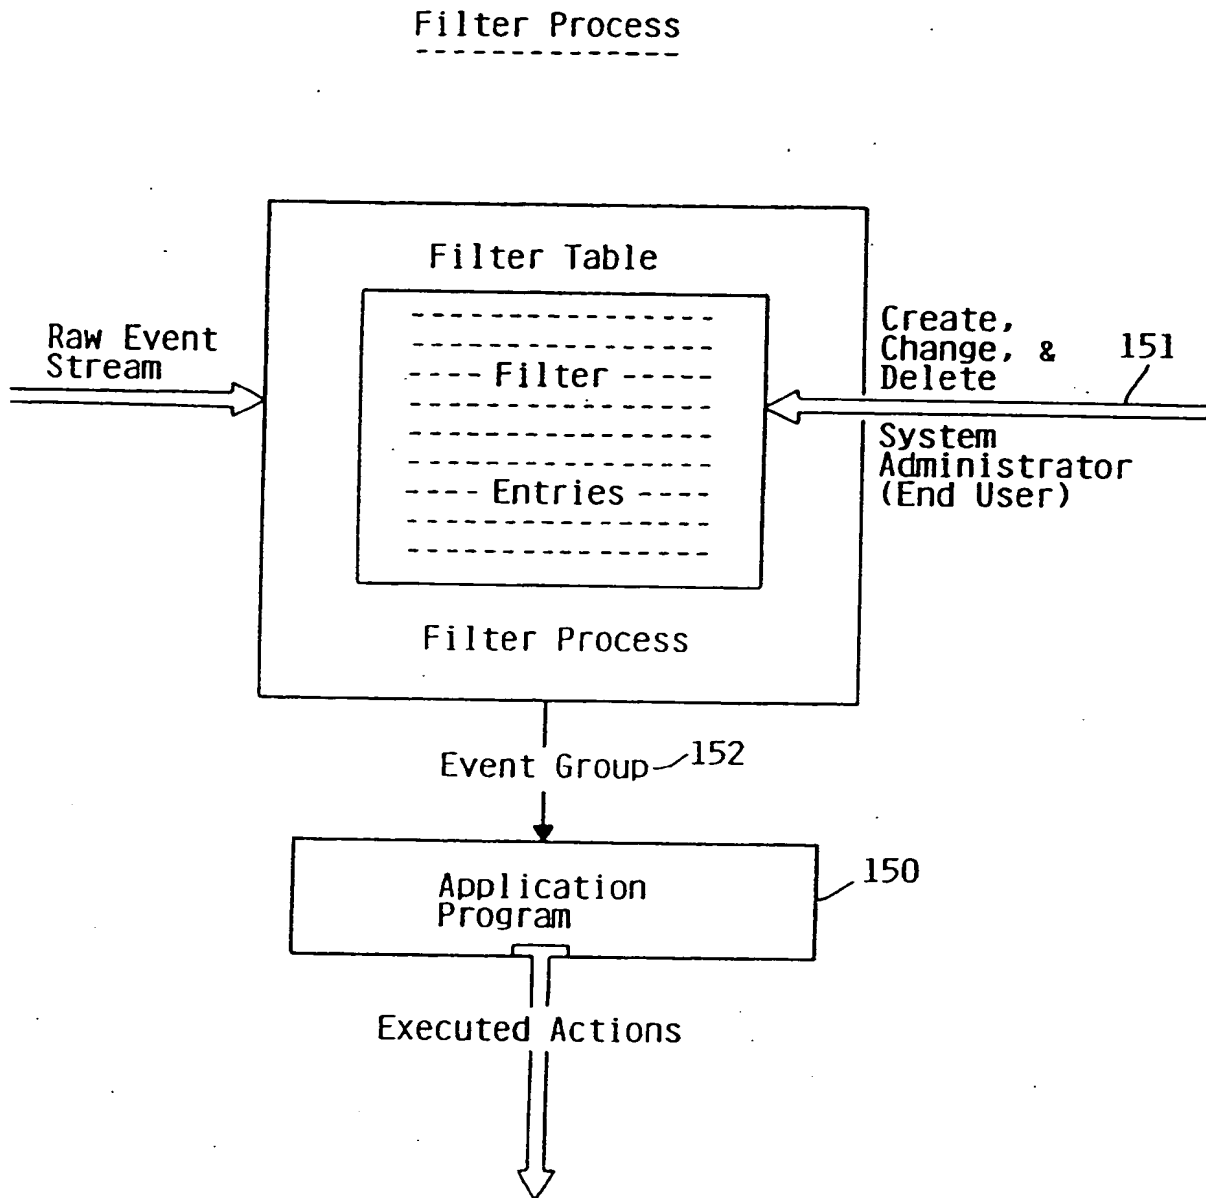 Filter Process
Filter Table
Raw Event
Stream
Filter
Entries
Create,
Change, &
Delete
151
System
Administrator
(End User)
Filter Process
Event Group
152
Application
Program
150
Executed Actions